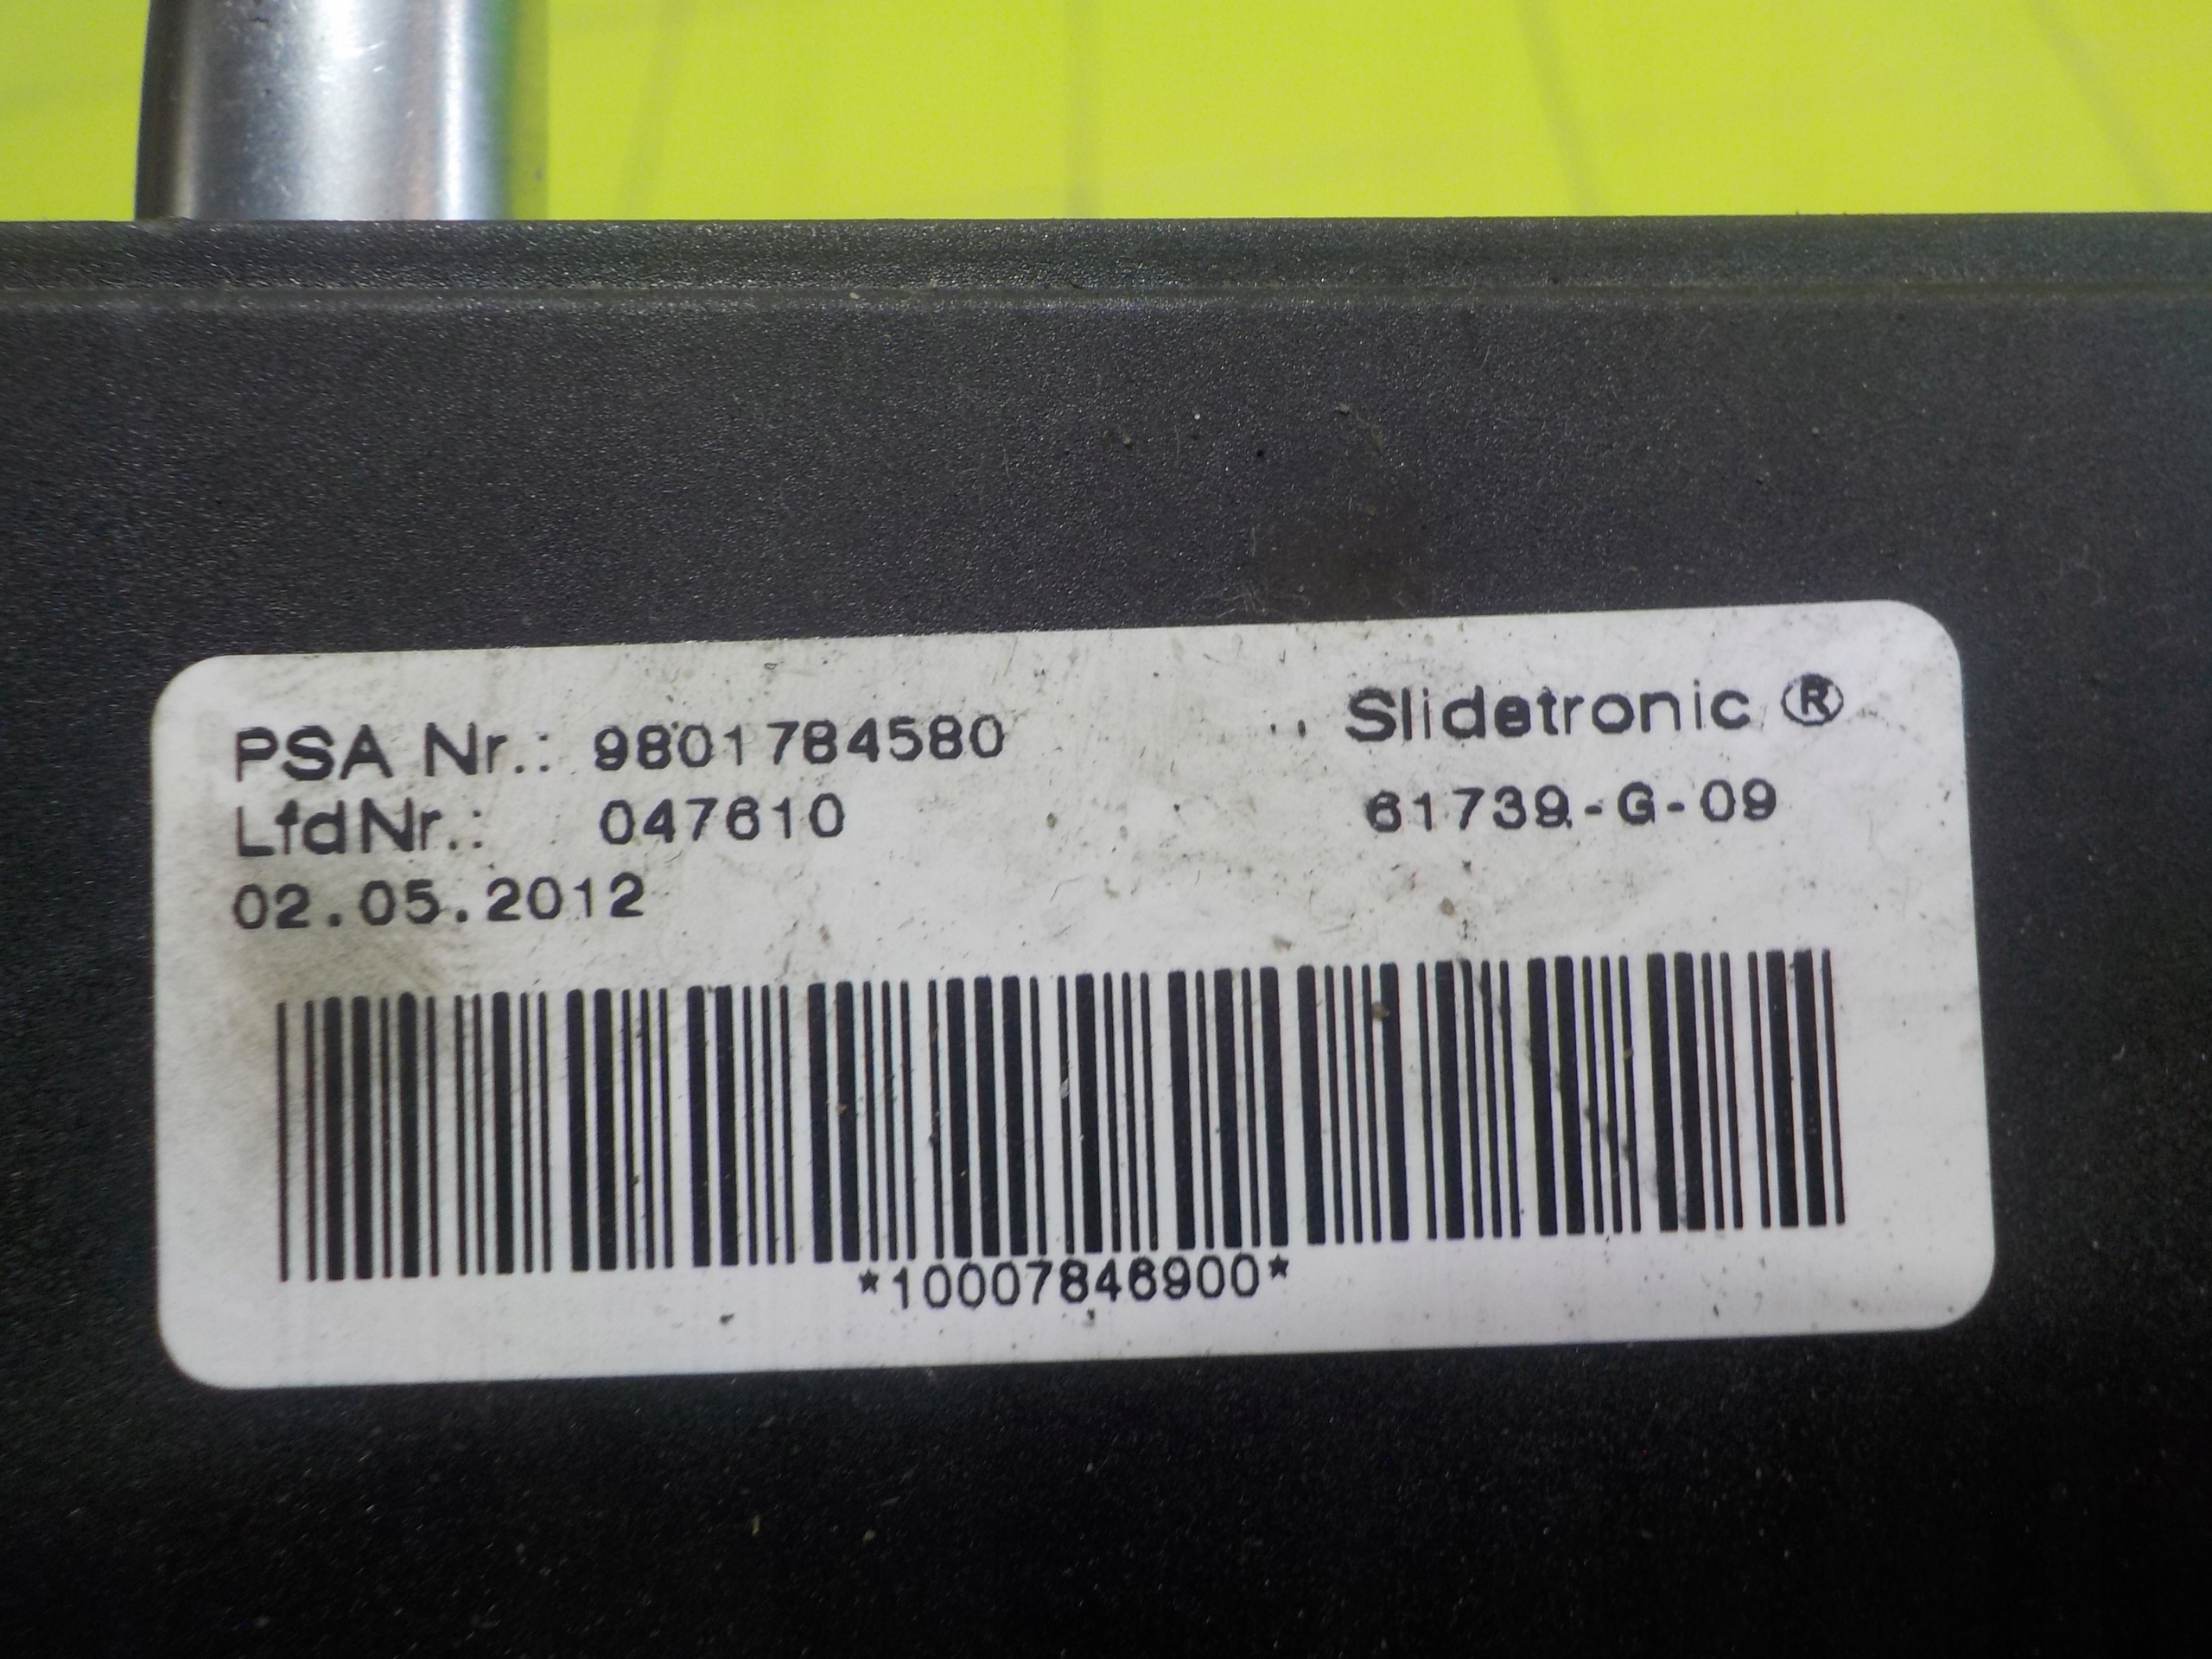 PSA Nr.: 9801784580
Slidetronic ®
LfdNr.: 047610
61739-G-09
02.05.2012
*10007846900*